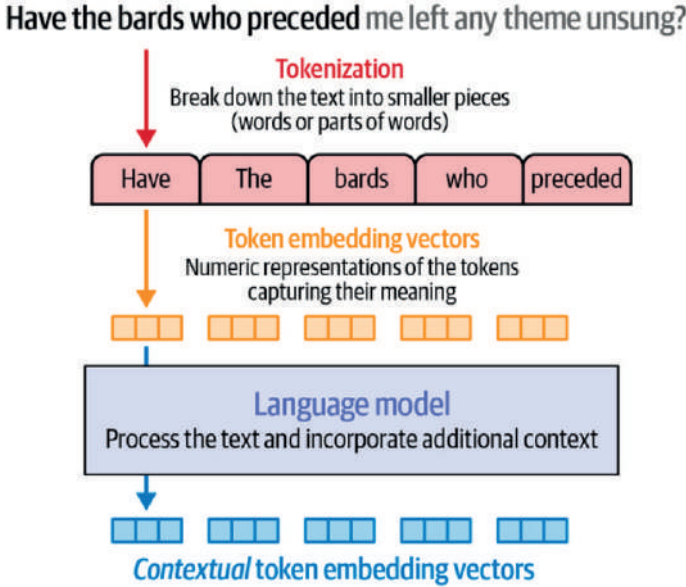 Have the bards who preceded me left any theme unsung?
Tokenization
Break down the text into smaller pieces
(words or parts of words)
Have The bards who preceded
Token embedding vectors
Numeric representations of the tokens
capturing their meaning
Language model
Process the text and incorporate additional context
Contextual token embedding vectors